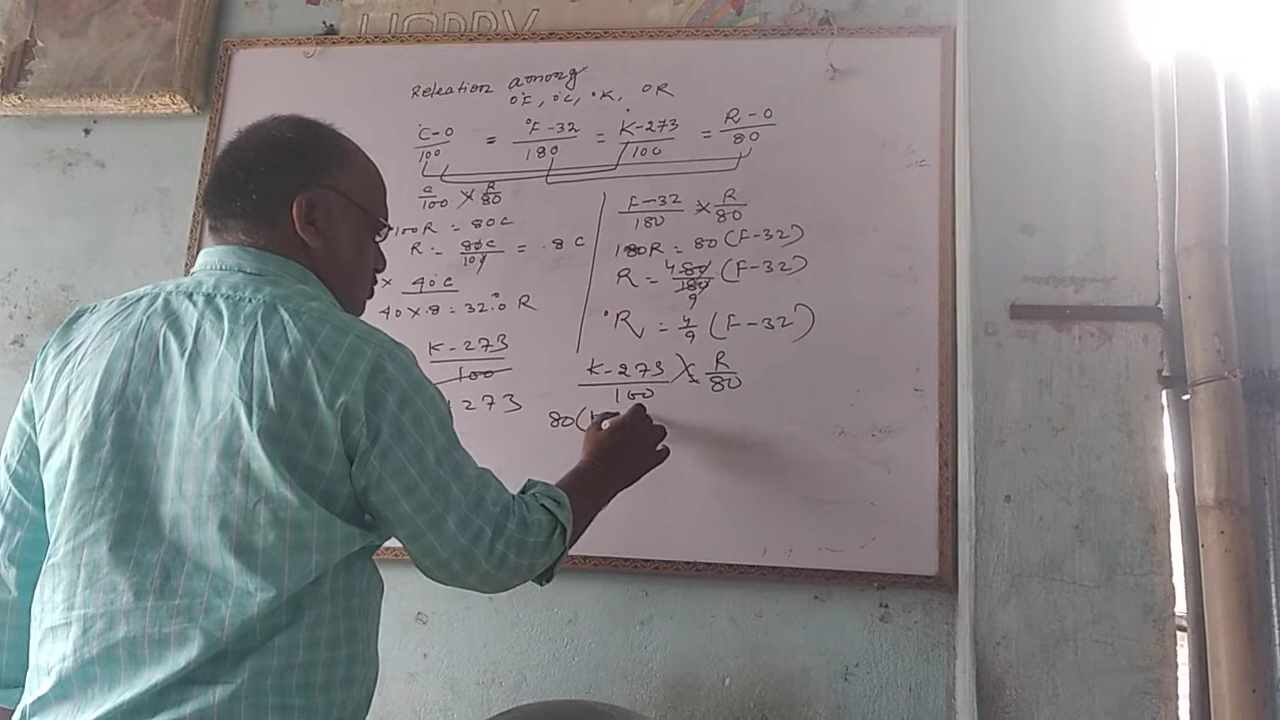 HAPPY
Releation among
°F, °C, °K, °R
C-0/100 = °F-32/180 = K-273/100 = R-0/80
C/100 × R/80
100R = 80C
R = 80C/100 = .8 C
× 40°C
40 × .8 = 32.0° R
K-273/100
273
F-32/180 × R/80
180R = 80 (F-32)
R = 4 80/180 9 (F-32)
°R = 4/9 (F-32)
K-273/100 × R/80
80(